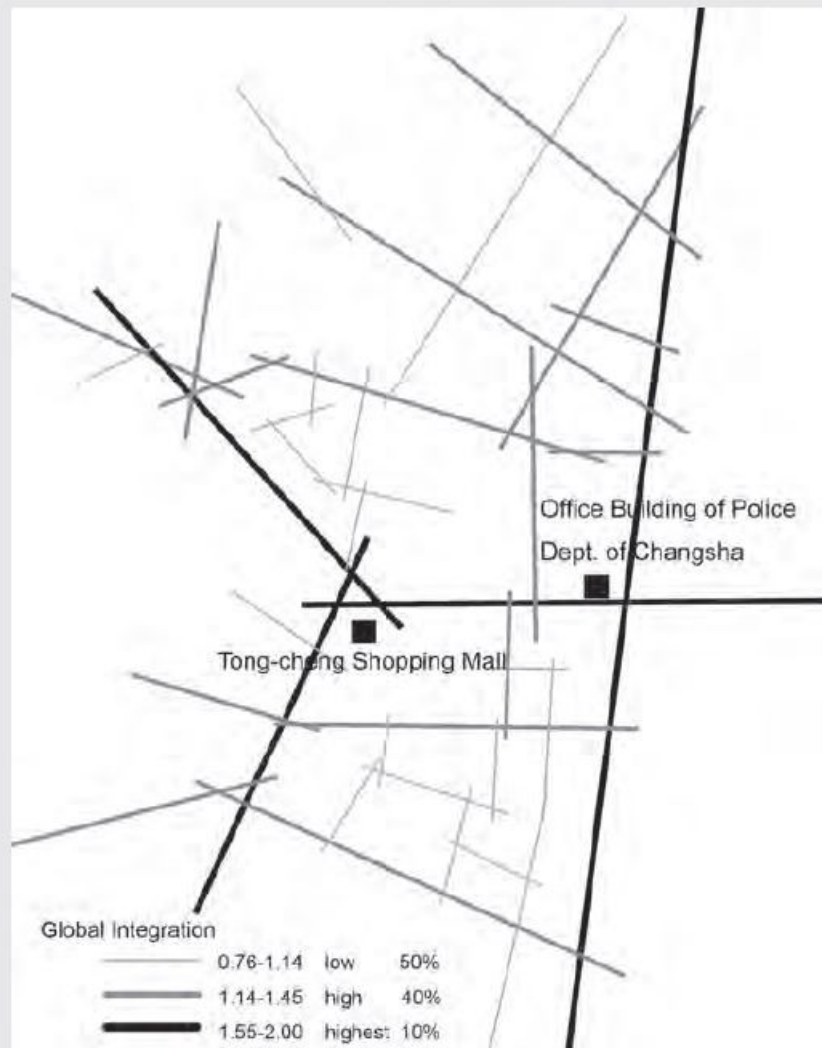 Office Building of Police
Dept. of Changsha
Tong-cheng Shopping Mall
Global Integration
0.76-1.14 low 50%
1.14-1.45 high 40%
1.55-2.00 highest 10%